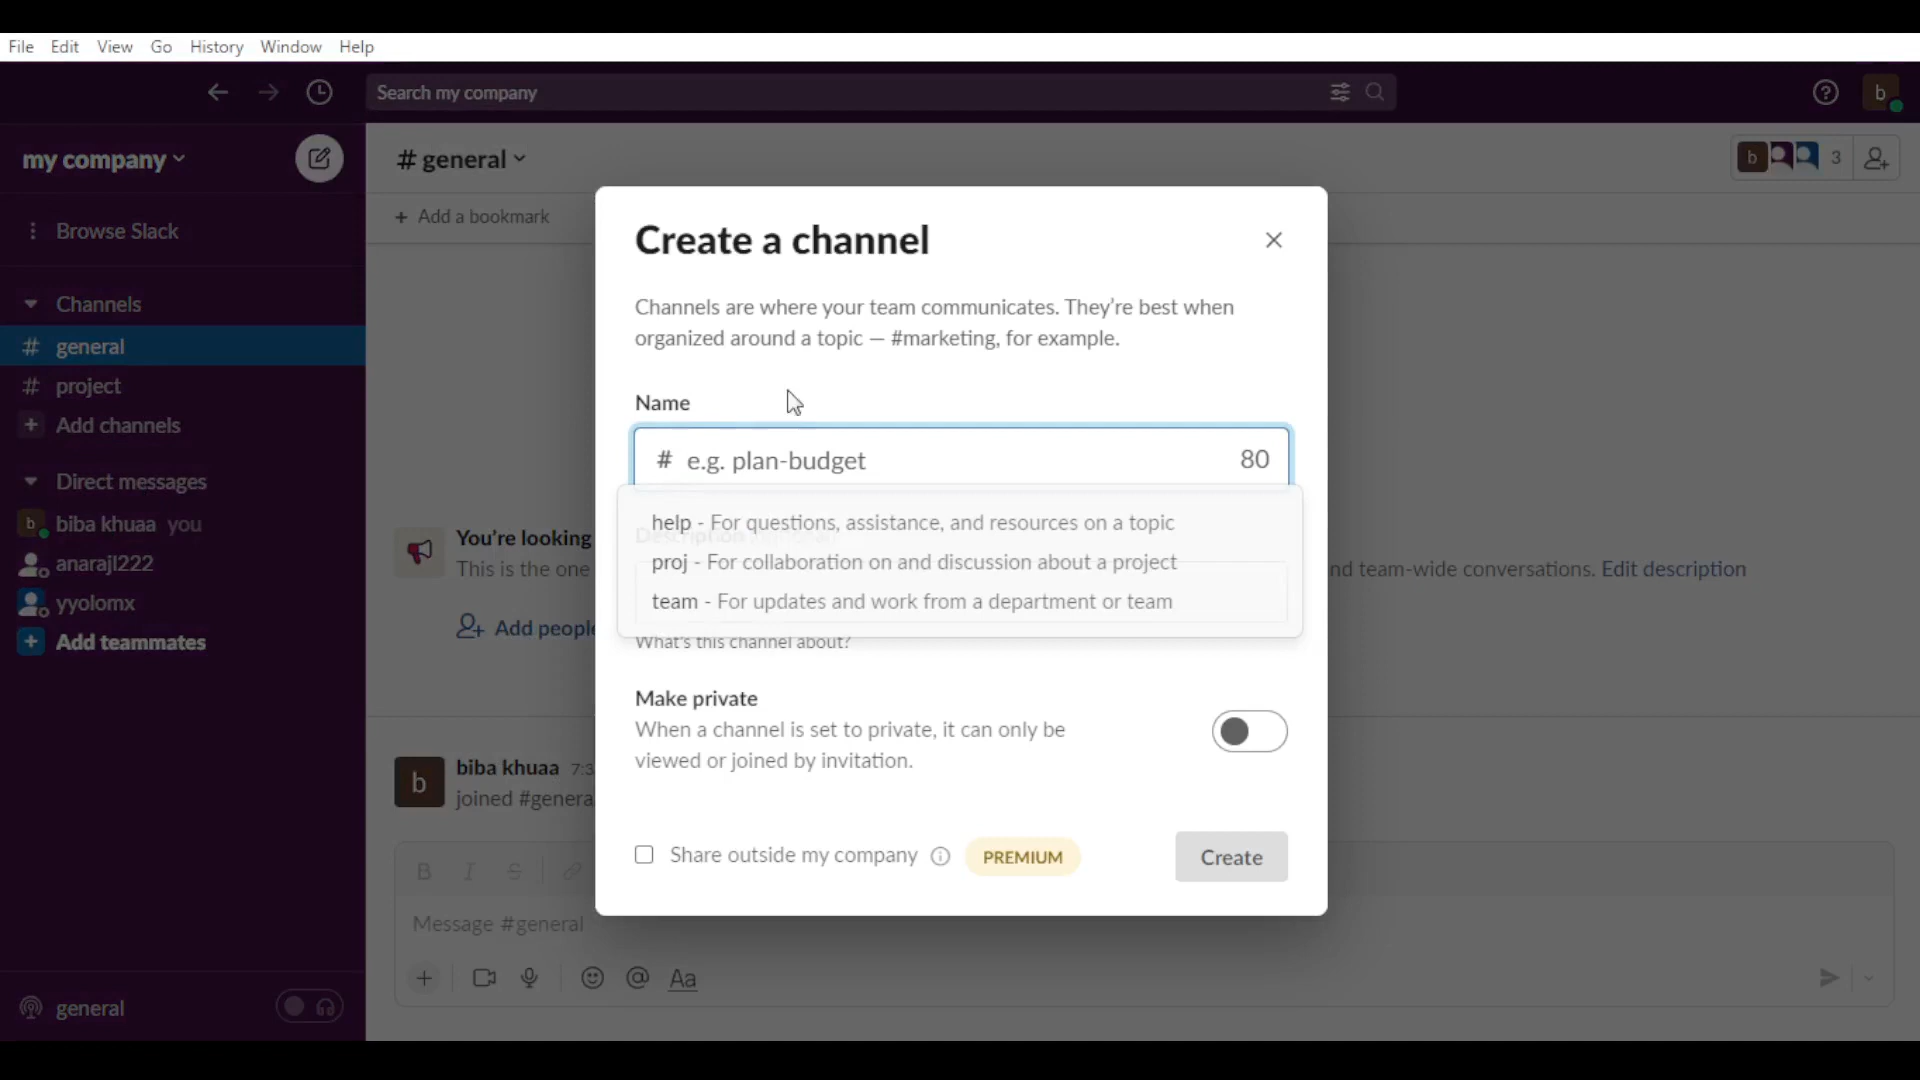 File Edit View Go History Window Help
Search my company
b
my company
# general
b 3
Browse Slack
+ Add a bookmark
Create a channel
Channels are where your team communicates. They're best when
organized around a topic — #marketing, for example.
Channels
# general
# project
+ Add channels
Name
# e.g. plan-budget 80
help - For questions, assistance, and resources on a topic
Description
proj - For collaboration on and discussion about a project
team - For updates and work from a department or team
What's this channel about?
Direct messages
b biba khuaa you
anarajl222
yyolomx
+ Add teammates
You're looking
This is the one
nd team-wide conversations. Edit description
Add people
Make private
When a channel is set to private, it can only be
viewed or joined by invitation.
b
biba khuaa 7:3
joined #genera
Share outside my company PREMIUM
Create
B I S
Message #general
+ @ Aa
general